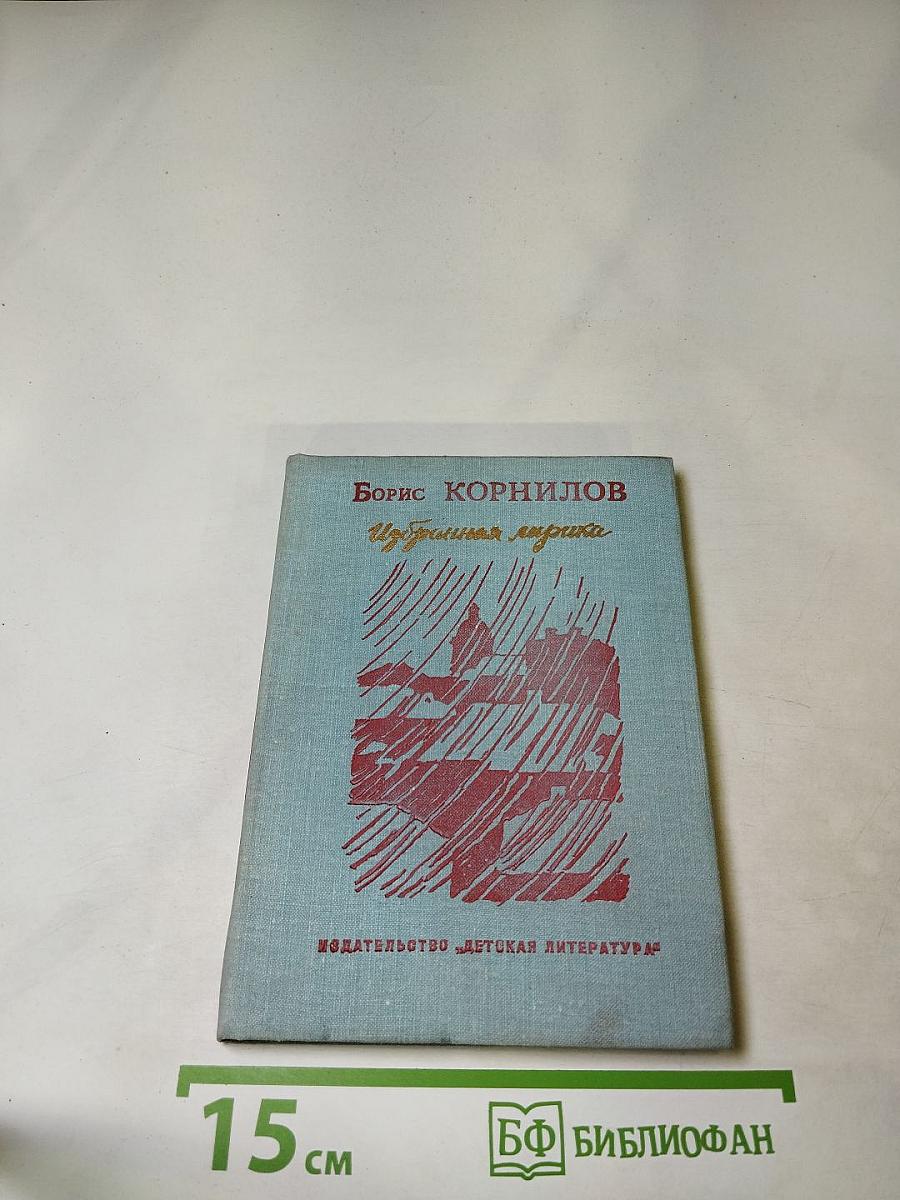 Борис КОРНИЛОВ
Избранная лирика
ИЗДАТЕЛЬСТВО „ДЕТСКАЯ ЛИТЕРАТУРА“
15 см
БФ БИБЛИОФАН